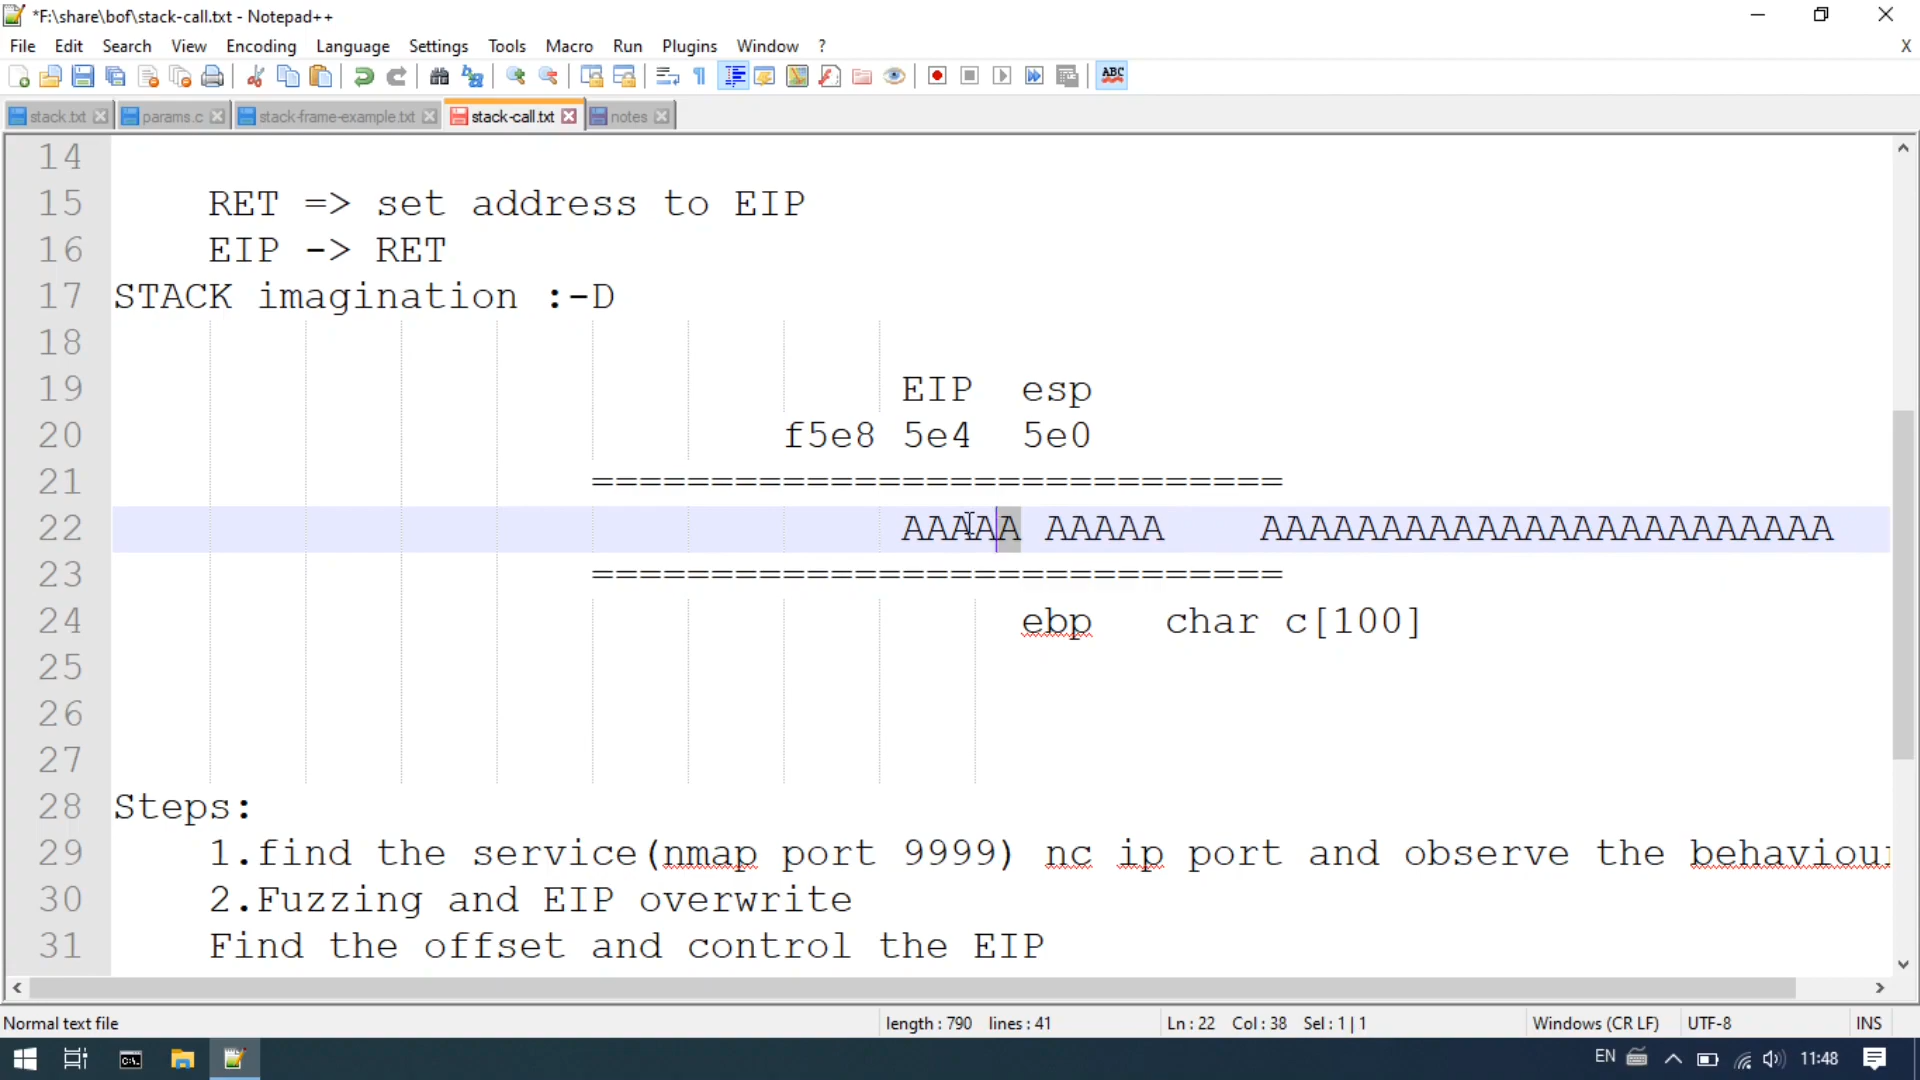 *F:\share\bof\stack-call.txt - Notepad++
File Edit Search View Encoding Language Settings Tools Macro Run Plugins Window ? X
stack.txt params.c stack-frame-example.txt stack-call.txt notes
14
15 RET => set address to EIP
16 EIP -> RET
17 STACK imagination :-D
18
19 EIP esp
20 f5e8 5e4 5e0
21 =============================
22 AAAAA AAAAA AAAAAAAAAAAAAAAAAAAAAAAA
23 =============================
24 ebp char c[100]
25
26
27
28 Steps:
29 1.find the service(nmap port 9999) nc ip port and observe the behaviour
30 2.Fuzzing and EIP overwrite
31 Find the offset and control the EIP
Normal text file length : 790 lines : 41 Ln : 22 Col : 38 Sel : 1 | 1 Windows (CR LF) UTF-8 INS
EN 11:48